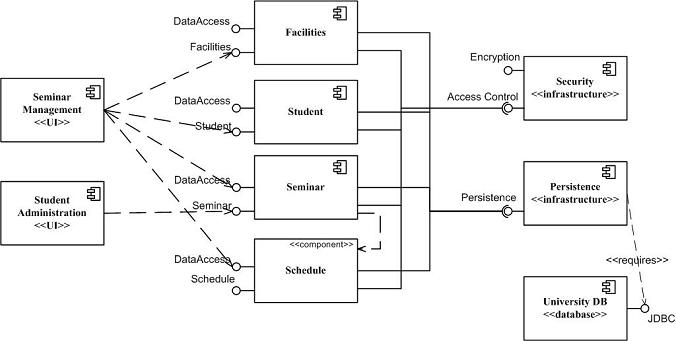 DataAccess
Facilities
Facilities
DataAccess
Student
Student
DataAccess
Seminar
Seminar
<<component>>
DataAccess
Schedule
Schedule
Seminar
Management
<<UI>>
Student
Administration
<<UI>>
Encryption
Access Control
Security
<<infrastructure>>
Persistence
Persistence
<<infrastructure>>
<<requires>>
University DB
<<database>>
JDBC